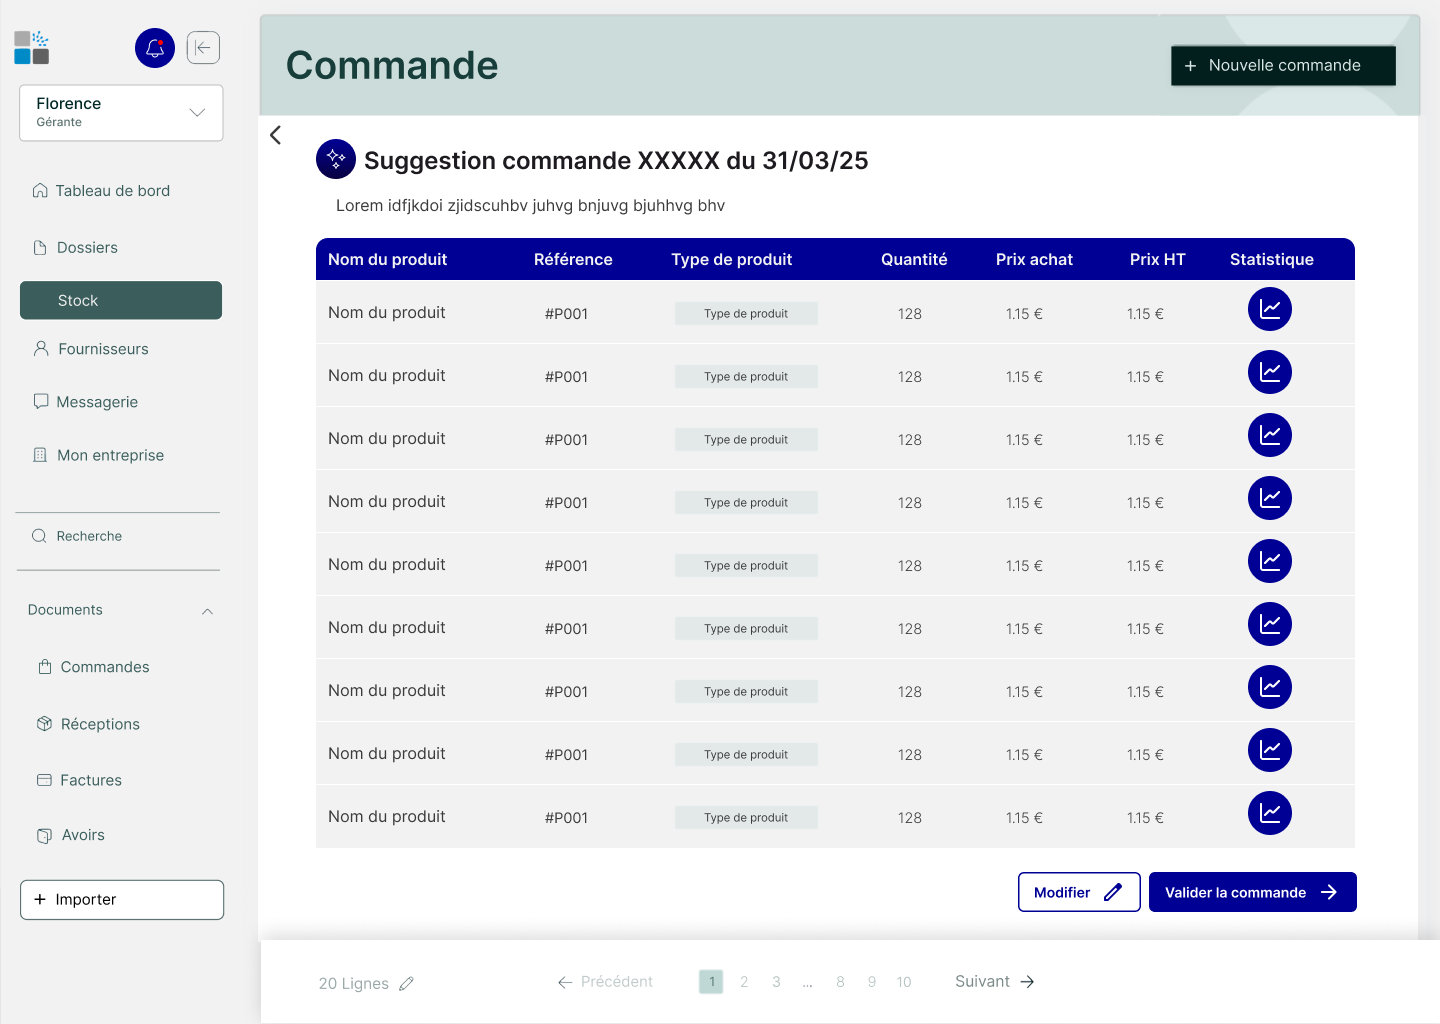 Florence
Gérante
Tableau de bord
Dossiers
Stock
Fournisseurs
Messagerie
Mon entreprise
Recherche
Documents
Commandes
Réceptions
Factures
Avoirs
+ Importer
Commande
+ Nouvelle commande
Suggestion commande XXXXX du 31/03/25
Lorem idfjkdoi zjidscuhbv juhvg bnjuvg bjuhhvg bhv
Nom du produit Référence Type de produit Quantité Prix achat Prix HT Statistique
Nom du produit #P001 Type de produit 128 1.15 € 1.15 €
Nom du produit #P001 Type de produit 128 1.15 € 1.15 €
Nom du produit #P001 Type de produit 128 1.15 € 1.15 €
Nom du produit #P001 Type de produit 128 1.15 € 1.15 €
Nom du produit #P001 Type de produit 128 1.15 € 1.15 €
Nom du produit #P001 Type de produit 128 1.15 € 1.15 €
Nom du produit #P001 Type de produit 128 1.15 € 1.15 €
Nom du produit #P001 Type de produit 128 1.15 € 1.15 €
Nom du produit #P001 Type de produit 128 1.15 € 1.15 €
Modifier Valider la commande
20 Lignes Précédent 1 2 3 ... 8 9 10 Suivant